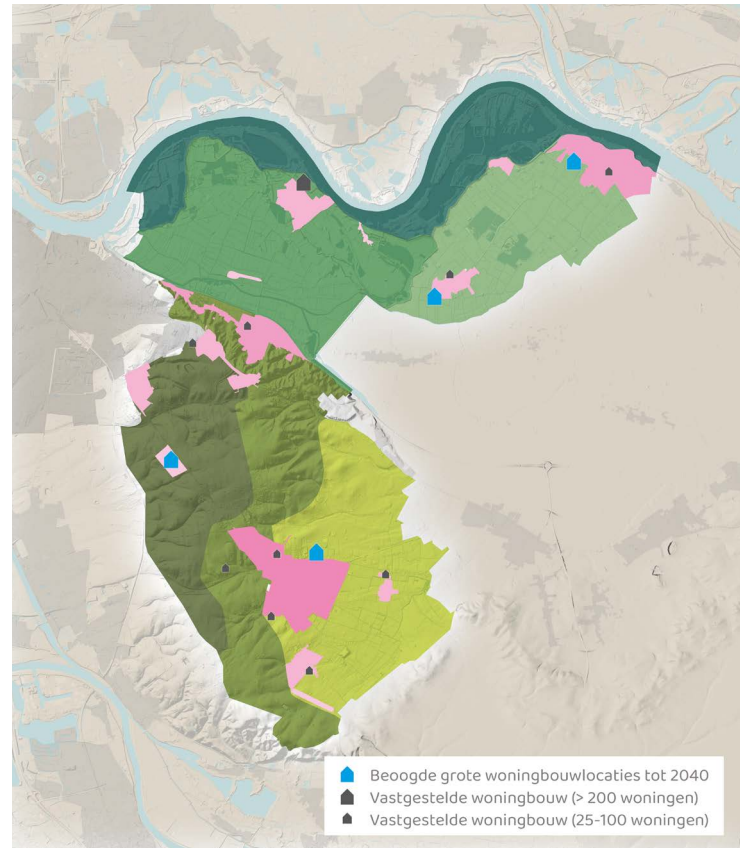 Beoogde grote woningbouwlocaties tot 2040
Vastgestelde woningbouw (> 200 woningen)
Vastgestelde woningbouw (25-100 woningen)